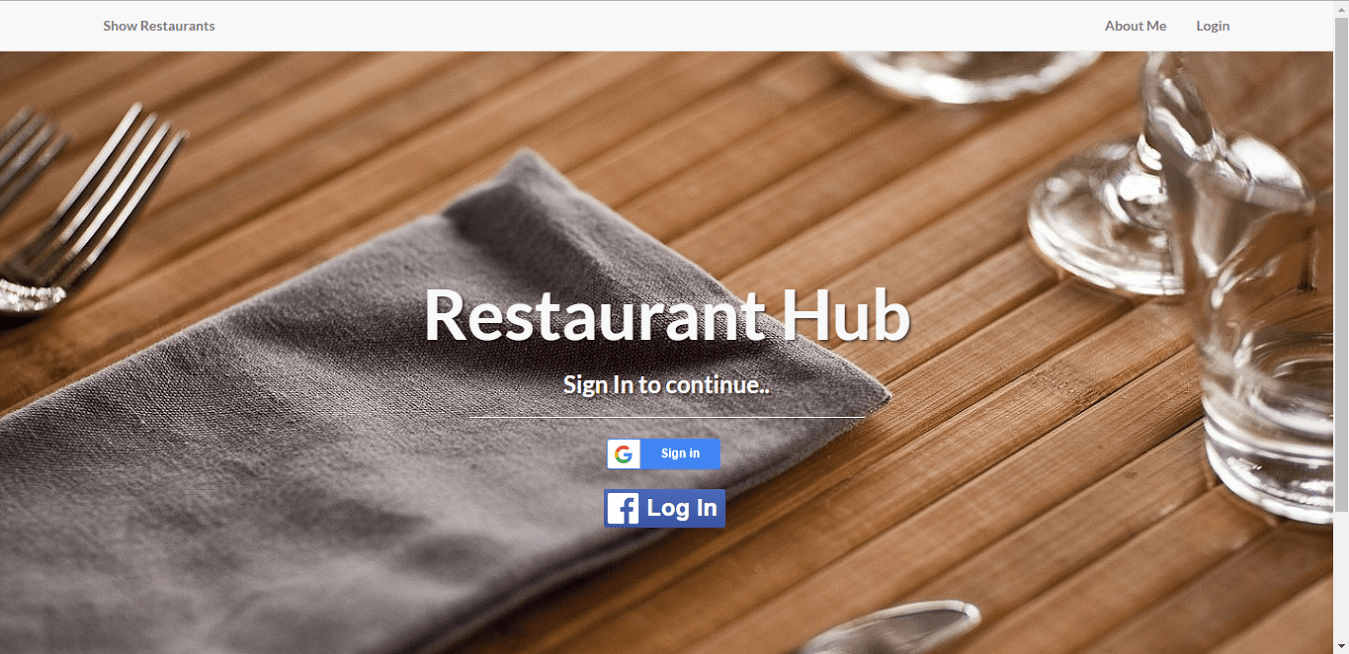 Show Restaurants
About Me
Login
Restaurant Hub
Sign In to continue..
Sign in
Log In